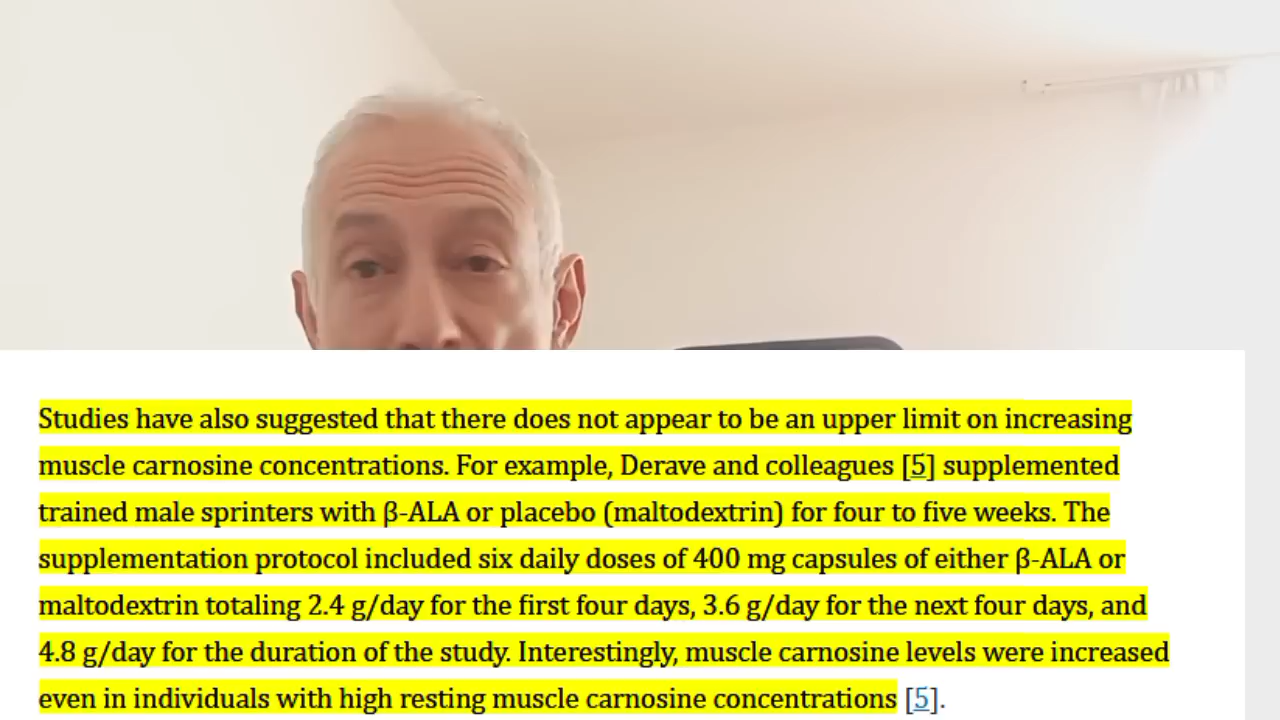 Studies have also suggested that there does not appear to be an upper limit on increasing
muscle carnosine concentrations. For example, Derave and colleagues [5] supplemented
trained male sprinters with β-ALA or placebo (maltodextrin) for four to five weeks. The
supplementation protocol included six daily doses of 400 mg capsules of either β-ALA or
maltodextrin totaling 2.4 g/day for the first four days, 3.6 g/day for the next four days, and
4.8 g/day for the duration of the study. Interestingly, muscle carnosine levels were increased
even in individuals with high resting muscle carnosine concentrations [5].